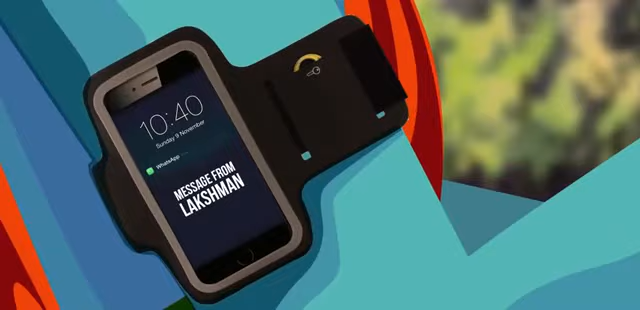 10:40
Sunday 9 November
WhatsApp
MESSAGE FROM
LAKSHMAN